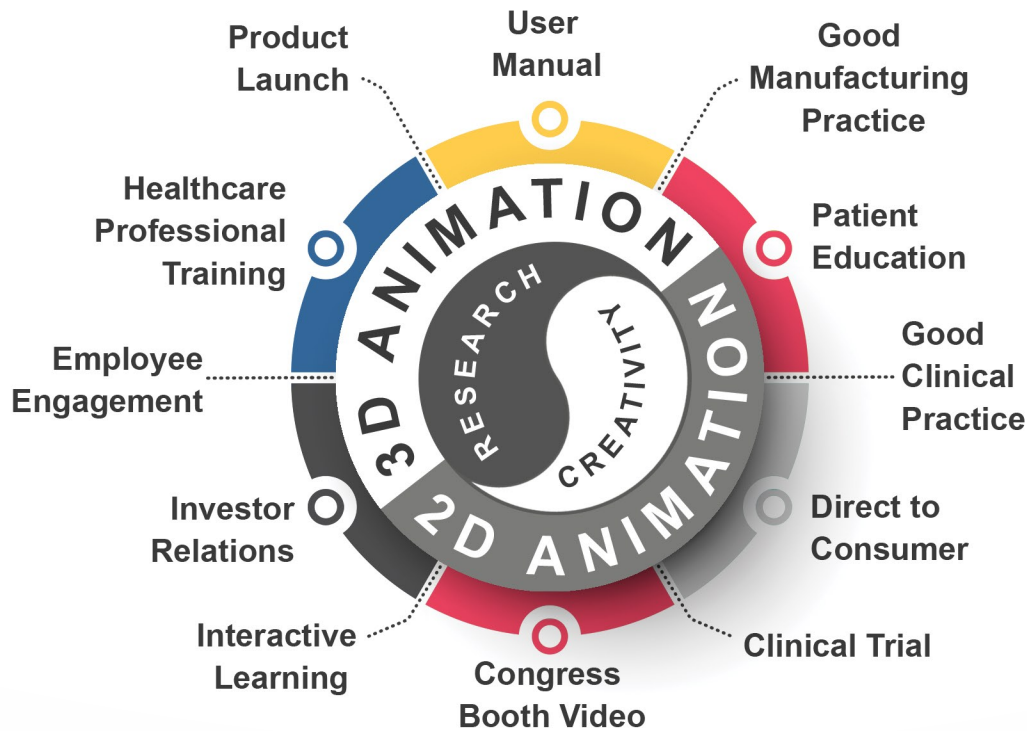 User
Manual
Good
Manufacturing
Practice
Patient
Education
Good
Clinical
Practice
Direct to
Consumer
Clinical Trial
Congress
Booth Video
Interactive
Learning
Investor
Relations
Employee
Engagement
Healthcare
Professional
Training
Product
Launch
3D ANIMATION
2D ANIMATION
RESEARCH
CREATIVITY